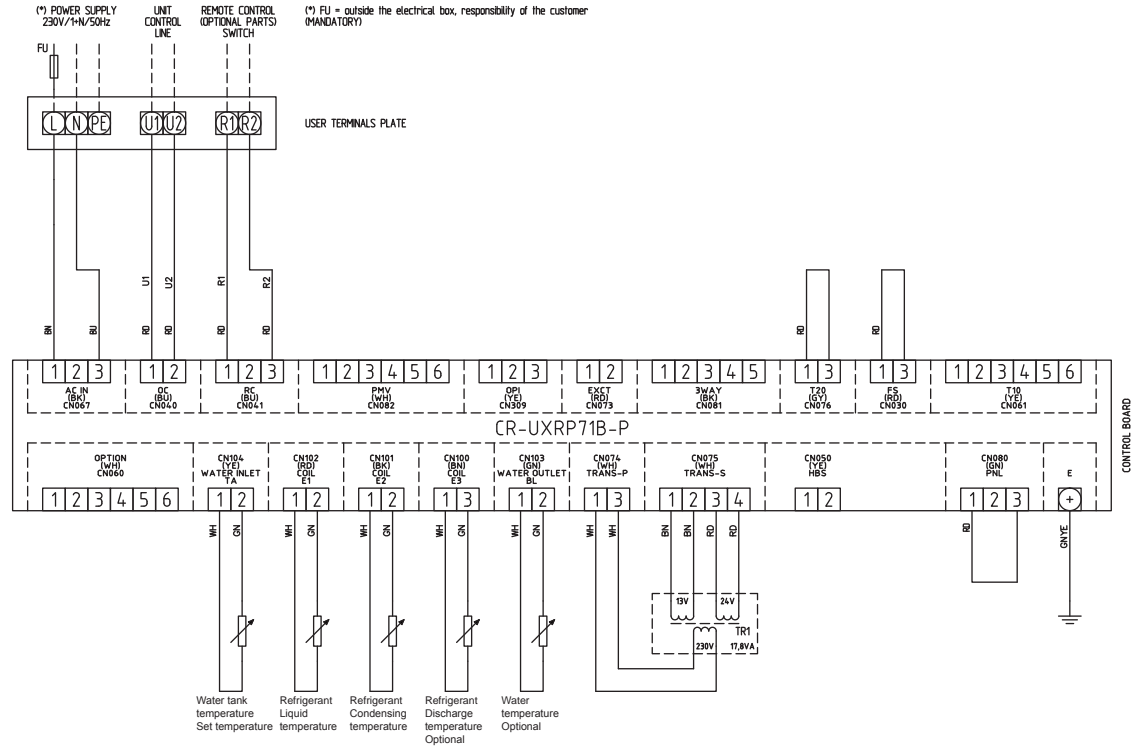 (*) POWER SUPPLY
230V/1+N/50Hz
UNIT
CONTROL
LINE
REMOTE CONTROL
(OPTIONAL PARTS)
SWITCH
(*) FU = outside the electrical box, responsibility of the customer
(MANDATORY)
FU
L N PE U1 U2 R1 R2
USER TERMINALS PLATE
U1 U2 R1 R2
BN BU RD RD RD RD RD RD
1 2 3
AC IN
(BK)
CN067
1 2
OC
(BU)
CN040
1 2 3
RC
(BU)
CN041
1 2 3 4 5 6
PMV
(WH)
CN082
1 2 3
OPI
(YE)
CN309
1 2
EXCT
(RD)
CN073
1 2 3 4 5
3WAY
(BK)
CN081
1 3
T20
(GY)
CN076
1 3
FS
(RD)
CN030
1 2 3 4 5 6
T10
(YE)
CN061
CR-UXRP71B-P
CONTROL BOARD
OPTION
(WH)
CN060
1 2 3 4 5 6
CN104
(YE)
WATER INLET
TA
1 2
CN102
(RD)
COIL
E1
1 2
CN101
(BK)
COIL
E2
1 2
CN100
(BN)
COIL
E3
1 3
CN103
(GN)
WATER OUTLET
BL
1 2
CN074
(WH)
TRANS-P
1 3
CN075
(WH)
TRANS-S
1 2 3 4
CN050
(YE)
HBS
1 2
CN080
(GN)
PNL
1 2 3
E
+
WH GN WH GN WH GN WH GN WH GN WH WH BN BN RD RD RD GNYE
13V 24V
TR1
230V 17,8VA
Water tank
temperature
Set temperature
Refrigerant
Liquid
temperature
Refrigerant
Condensing
temperature
Refrigerant
Discharge
temperature
Optional
Water
temperature
Optional